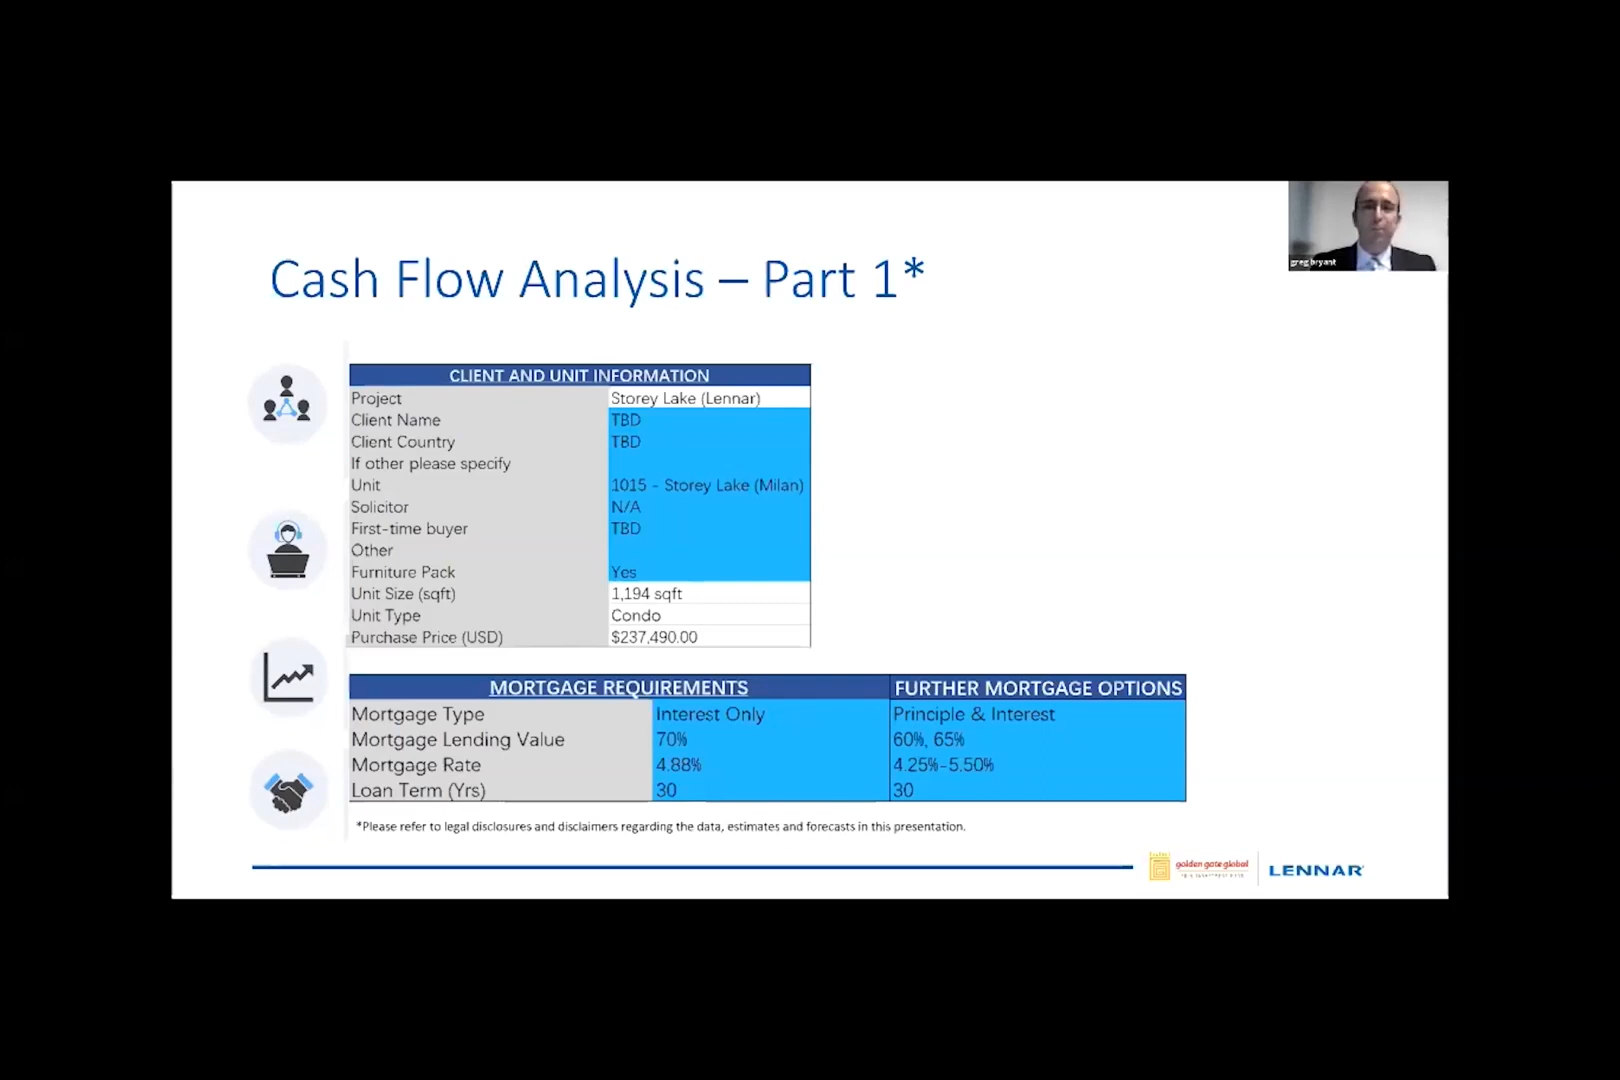 greg bryant
Cash Flow Analysis – Part 1*
CLIENT AND UNIT INFORMATION
Project Storey Lake (Lennar)
Client Name TBD
Client Country TBD
If other please specify
Unit 1015 - Storey Lake (Milan)
Solicitor N/A
First-time buyer TBD
Other
Furniture Pack Yes
Unit Size (sqft) 1,194 sqft
Unit Type Condo
Purchase Price (USD) $237,490.00
MORTGAGE REQUIREMENTS FURTHER MORTGAGE OPTIONS
Mortgage Type Interest Only Principle & Interest
Mortgage Lending Value 70% 60%, 65%
Mortgage Rate 4.88% 4.25%-5.50%
Loan Term (Yrs) 30 30
*Please refer to legal disclosures and disclaimers regarding the data, estimates and forecasts in this presentation.
golden gate global
LENNAR